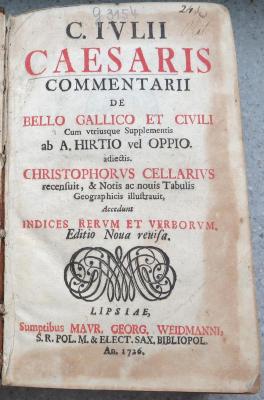 C. IVLII
CAESARIS
COMMENTARII
DE
BELLO GALLICO ET CIVILI
Cum vtriusque Supplementis
ab A. HIRTIO vel OPPIO.
adiectis.
CHRISTOPHORVS CELLARIVS
recensuit, & Notis ac nouis Tabulis
Geographicis illustrauit,
Accedunt
INDICES RERVM ET VERBORVM.
Editio Noua reuisa.
LIPSIAE,
Sumptibus MAVR. GEORG. WEIDMANNI,
S. R. POL. M. & ELECT. SAX. BIBLIOPOL.
An. 1726.